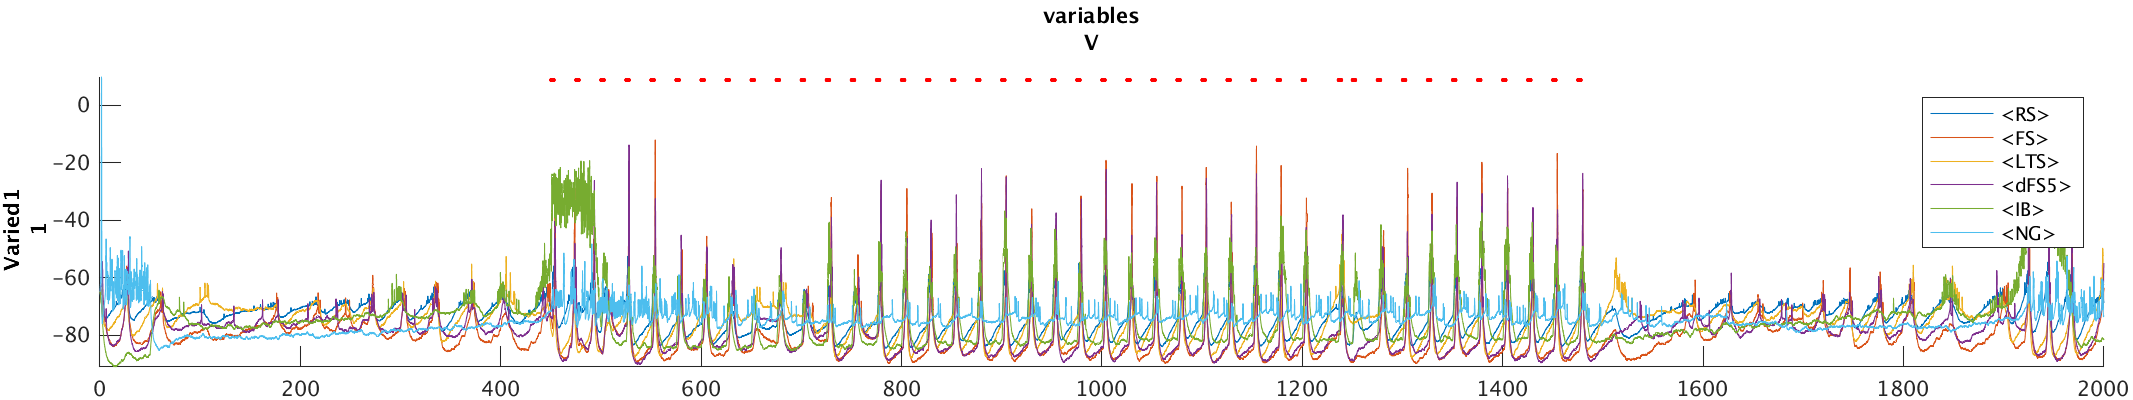 variables
V
Varied1
1
0
−20
−40
−60
−80
0 200 400 600 800 1000 1200 1400 1600 1800 2000
<RS>
<FS>
<LTS>
<dFS5>
<IB>
<NG>